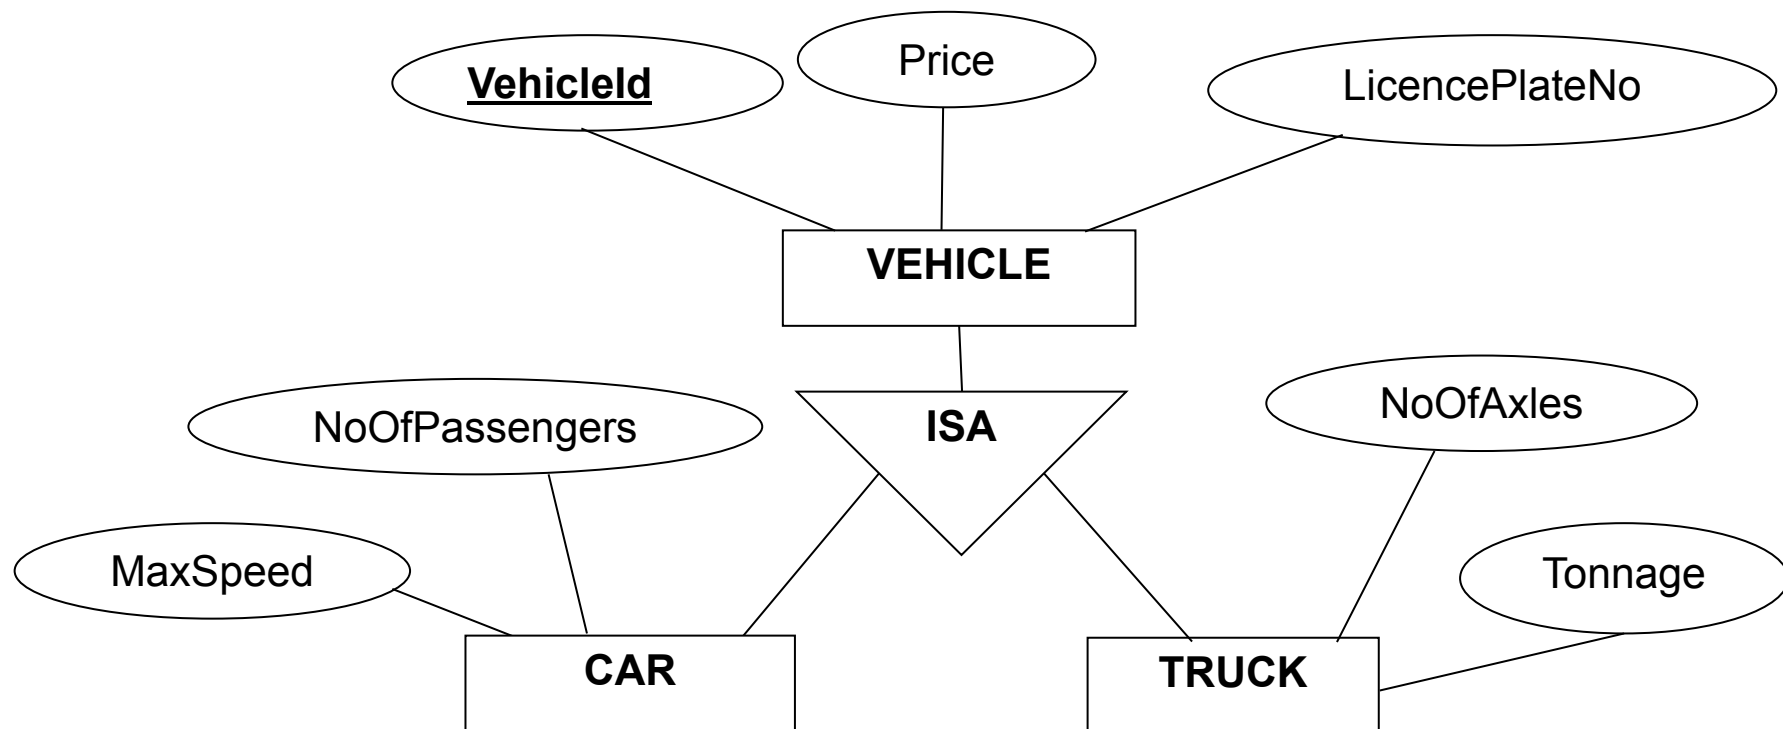 VehicleId
Price
LicencePlateNo
VEHICLE
NoOfPassengers
ISA
NoOfAxles
MaxSpeed
Tonnage
CAR
TRUCK